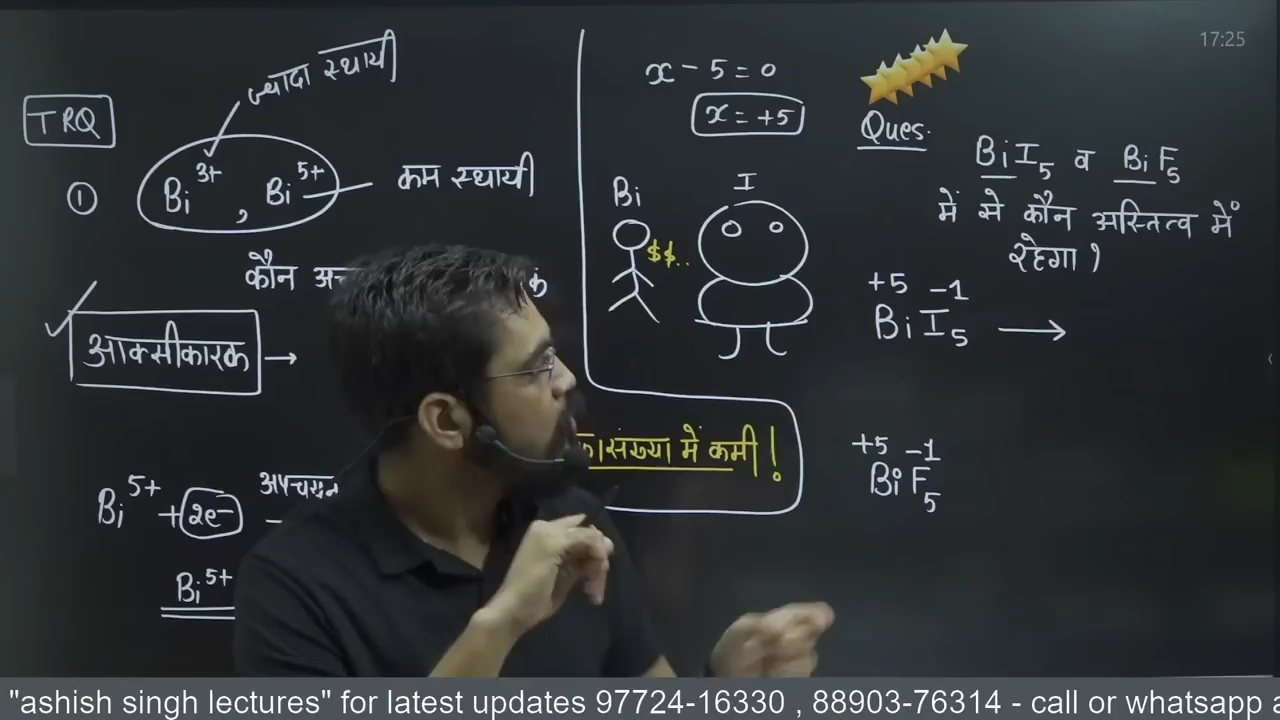 17:25
TRQ
ज्यादा स्थायी
①
Bi³⁺ , Bi⁵⁺
कम स्थायी
कौन
आक्सीकारक →
Bi⁵⁺ + 2e⁻
अपचयन
Bi⁵⁺
x - 5 = 0
x = +5
Bi
I
$$..
संख्या में कमी !
Ques.
BiI₅ व BiF₅
में से कौन अस्तित्व में
रहेगा ?
+5 -1
BiI₅ →
+5 -1
BiF₅
"ashish singh lectures" for latest updates 97724-16330 , 88903-76314 - call or whatsapp a